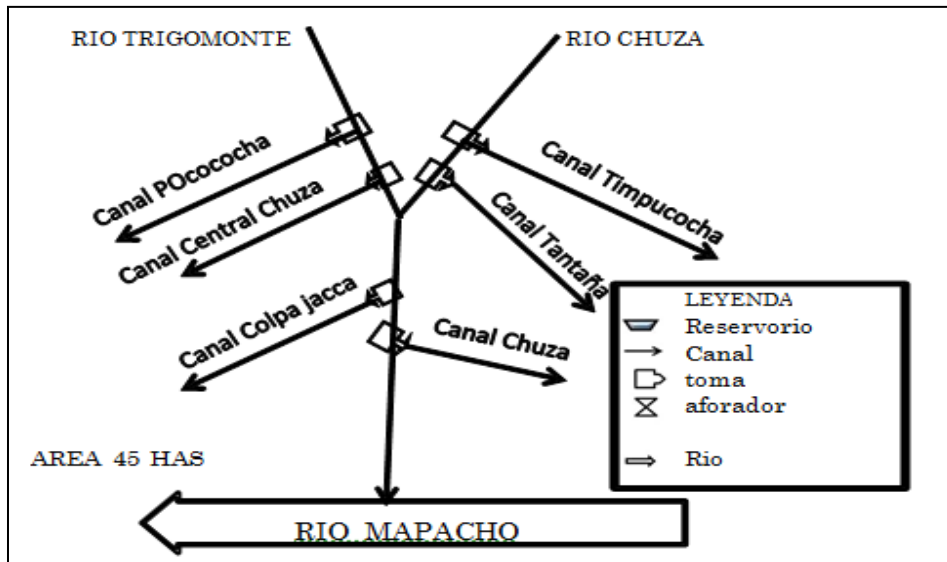 RIO TRIGOMONTE
RIO CHUZA
Canal POcococha
Canal Central Chuza
Canal Timpucocha
Canal Tantaña
Canal Colpa jacca
Canal Chuza
LEYENDA
Reservorio
Canal
toma
aforador
Rio
AREA 45 HAS
RIO MAPACHO